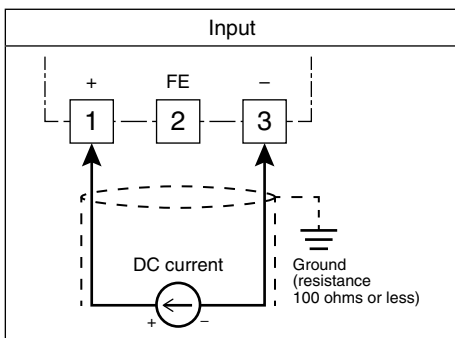 Input
+ FE −
1 2 3
DC current
+ −
Ground
(resistance
100 ohms or less)